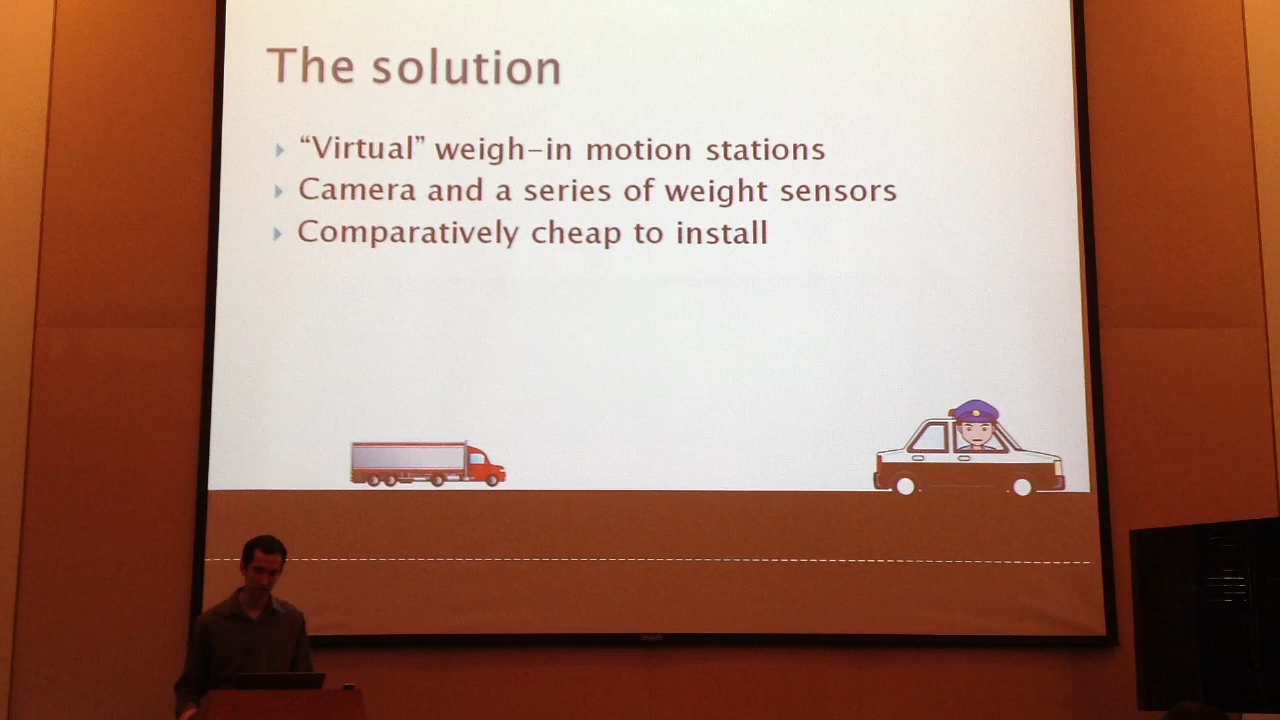 The solution
“Virtual” weigh-in motion stations
Camera and a series of weight sensors
Comparatively cheap to install